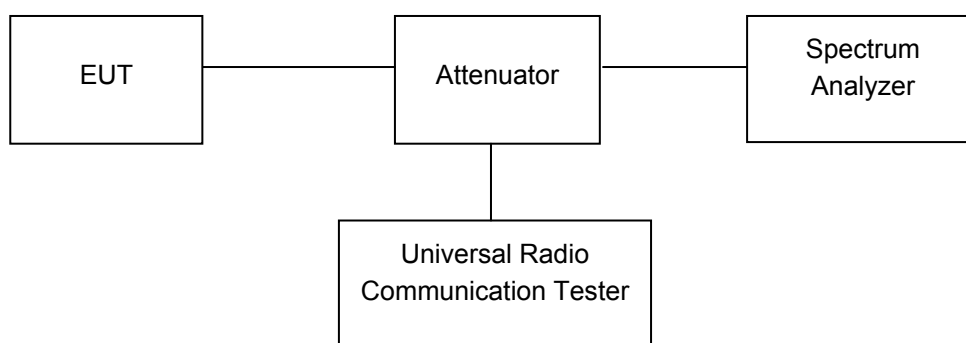 EUT
Attenuator
Spectrum
Analyzer
Universal Radio
Communication Tester